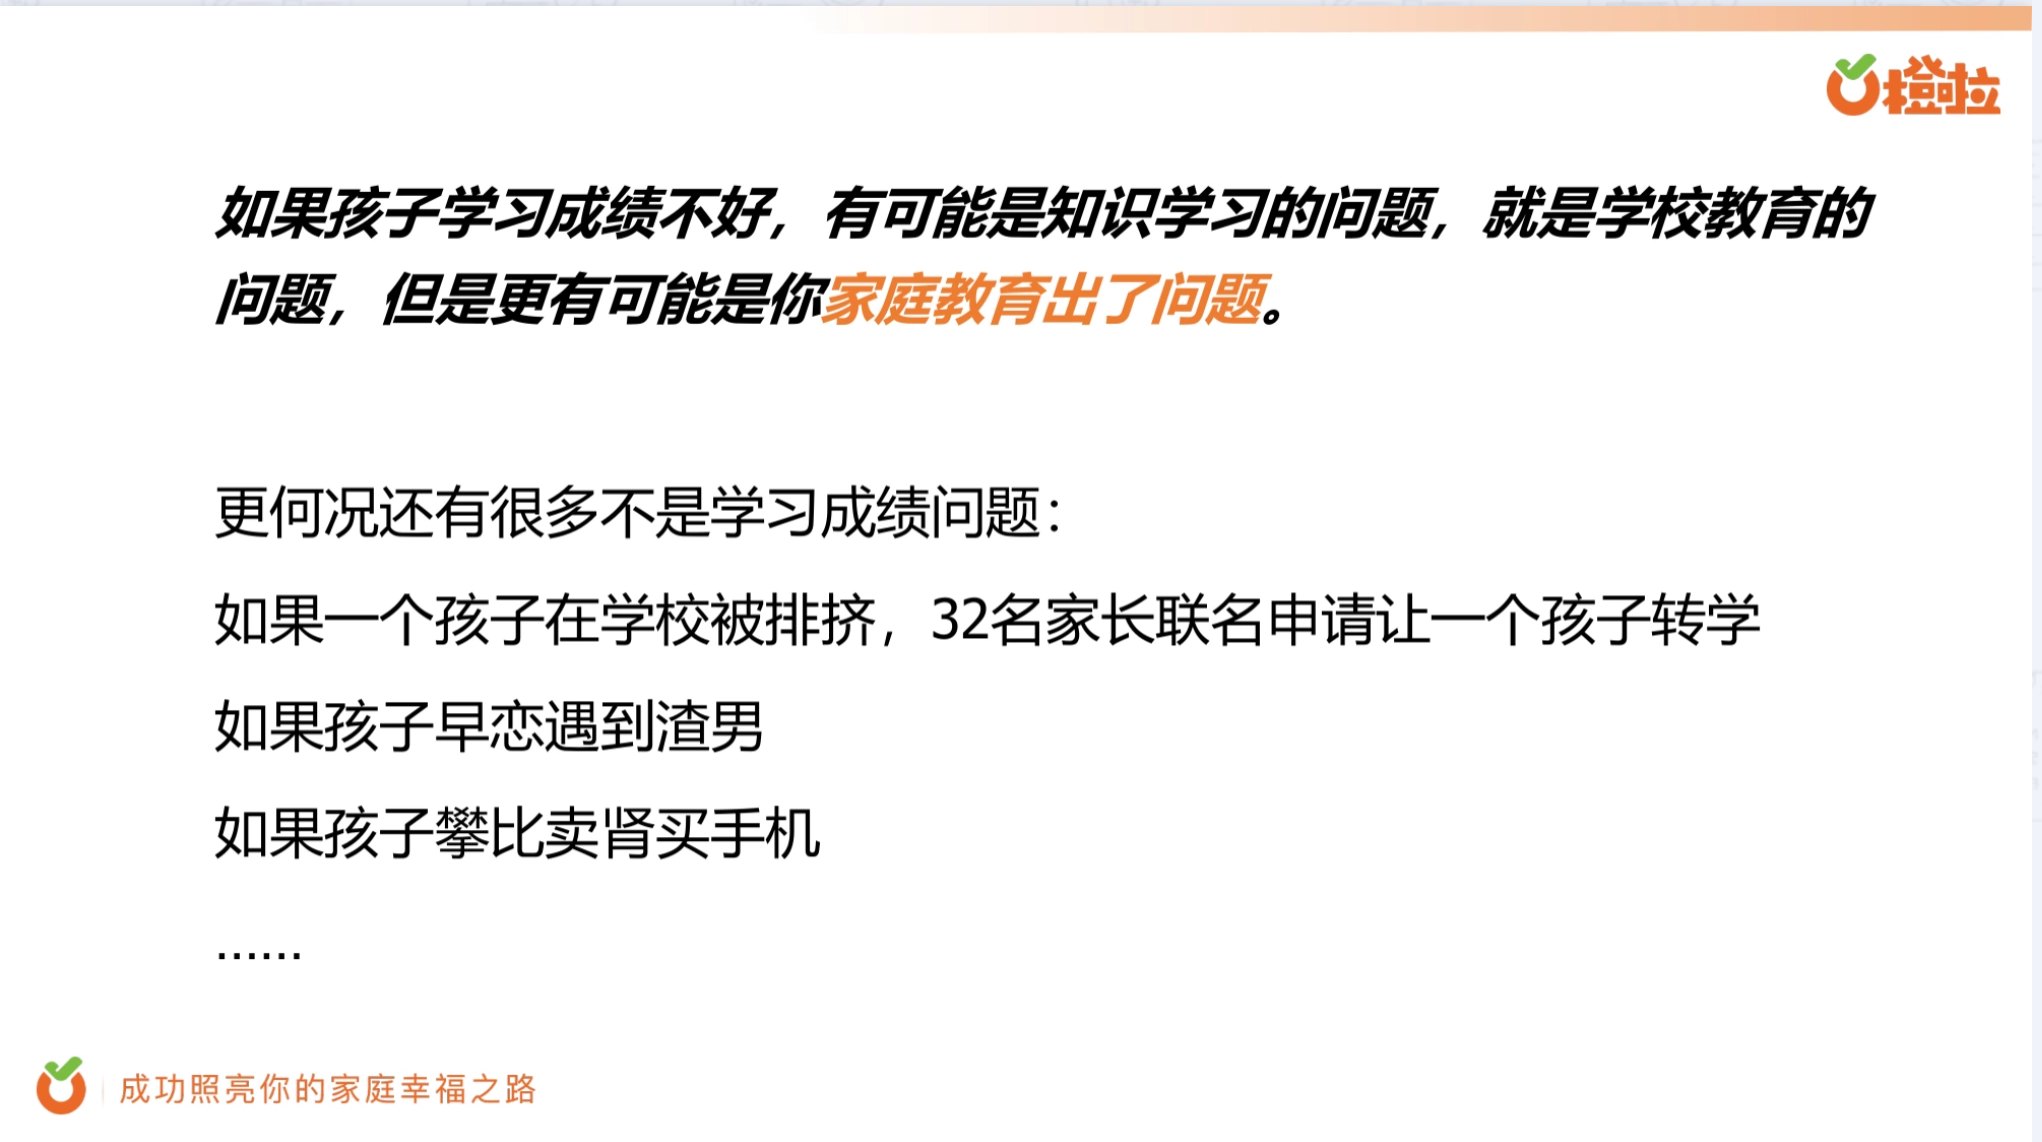 橙啦
如果孩子学习成绩不好，有可能是知识学习的问题，就是学校教育的
问题，但是更有可能是你家庭教育出了问题。
更何况还有很多不是学习成绩问题：
如果一个孩子在学校被排挤，32名家长联名申请让一个孩子转学
如果孩子早恋遇到渣男
如果孩子攀比卖肾买手机
......
成功照亮你的家庭幸福之路